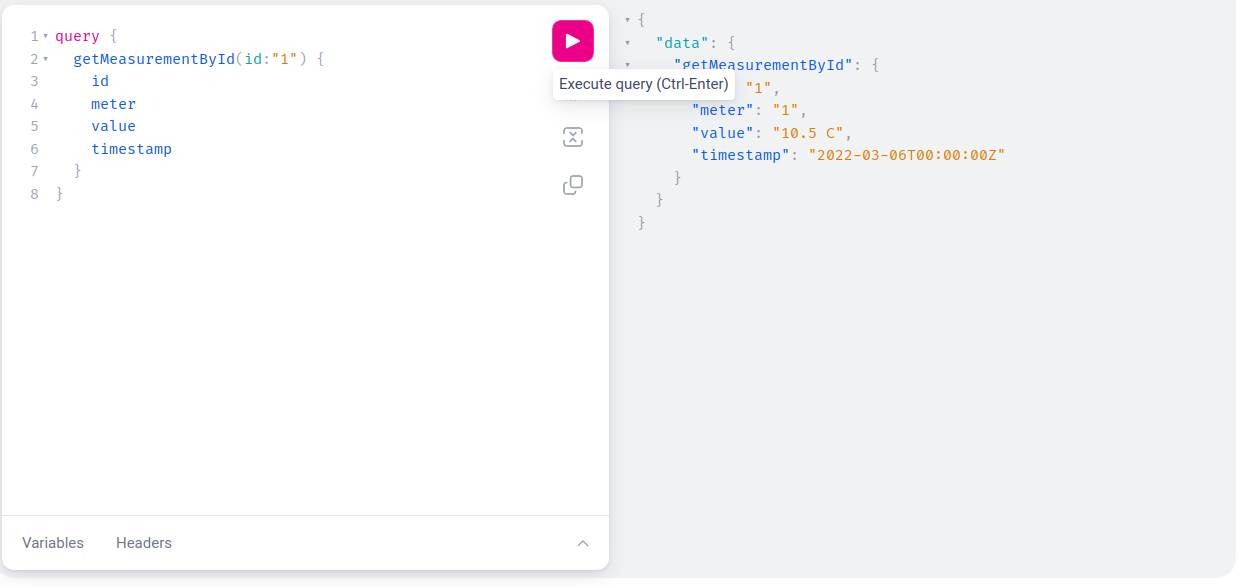 1 query {
2 getMeasurementById(id:"1") {
3 id
4 meter
5 value
6 timestamp
7 }
8 }
Execute query (Ctrl-Enter)
Variables Headers
{
"data": {
"getMeasurementById": {
"1",
"meter": "1",
"value": "10.5 C",
"timestamp": "2022-03-06T00:00:00Z"
}
}
}